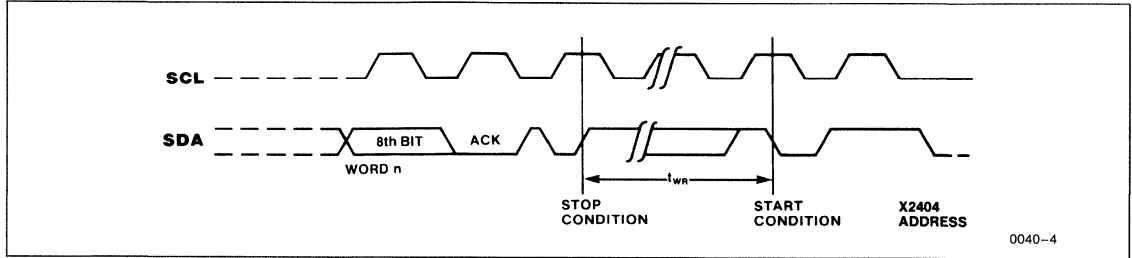 SCL
SDA
8th BIT
ACK
WORD n
tWR
STOP
CONDITION
START
CONDITION
X2404
ADDRESS
0040-4